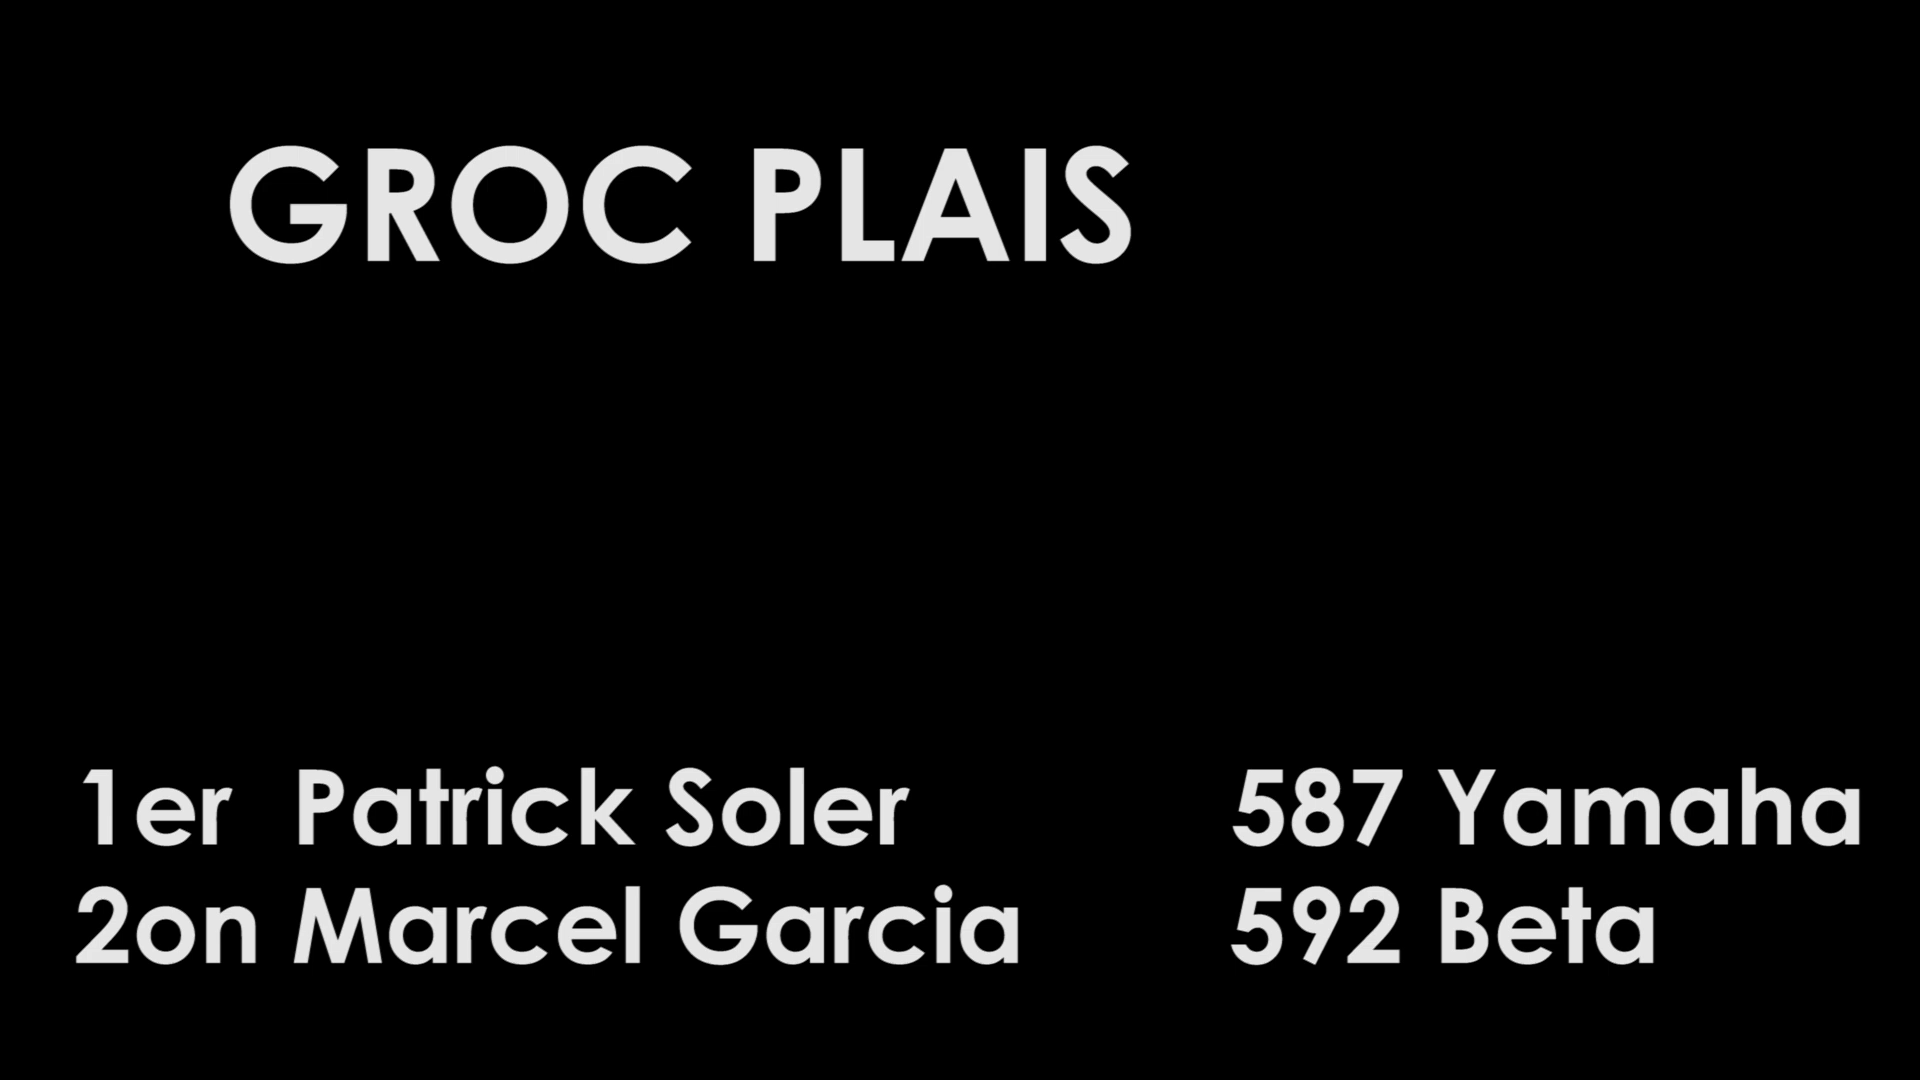 GROC PLAIS
1er Patrick Soler 587 Yamaha
2on Marcel Garcia 592 Beta